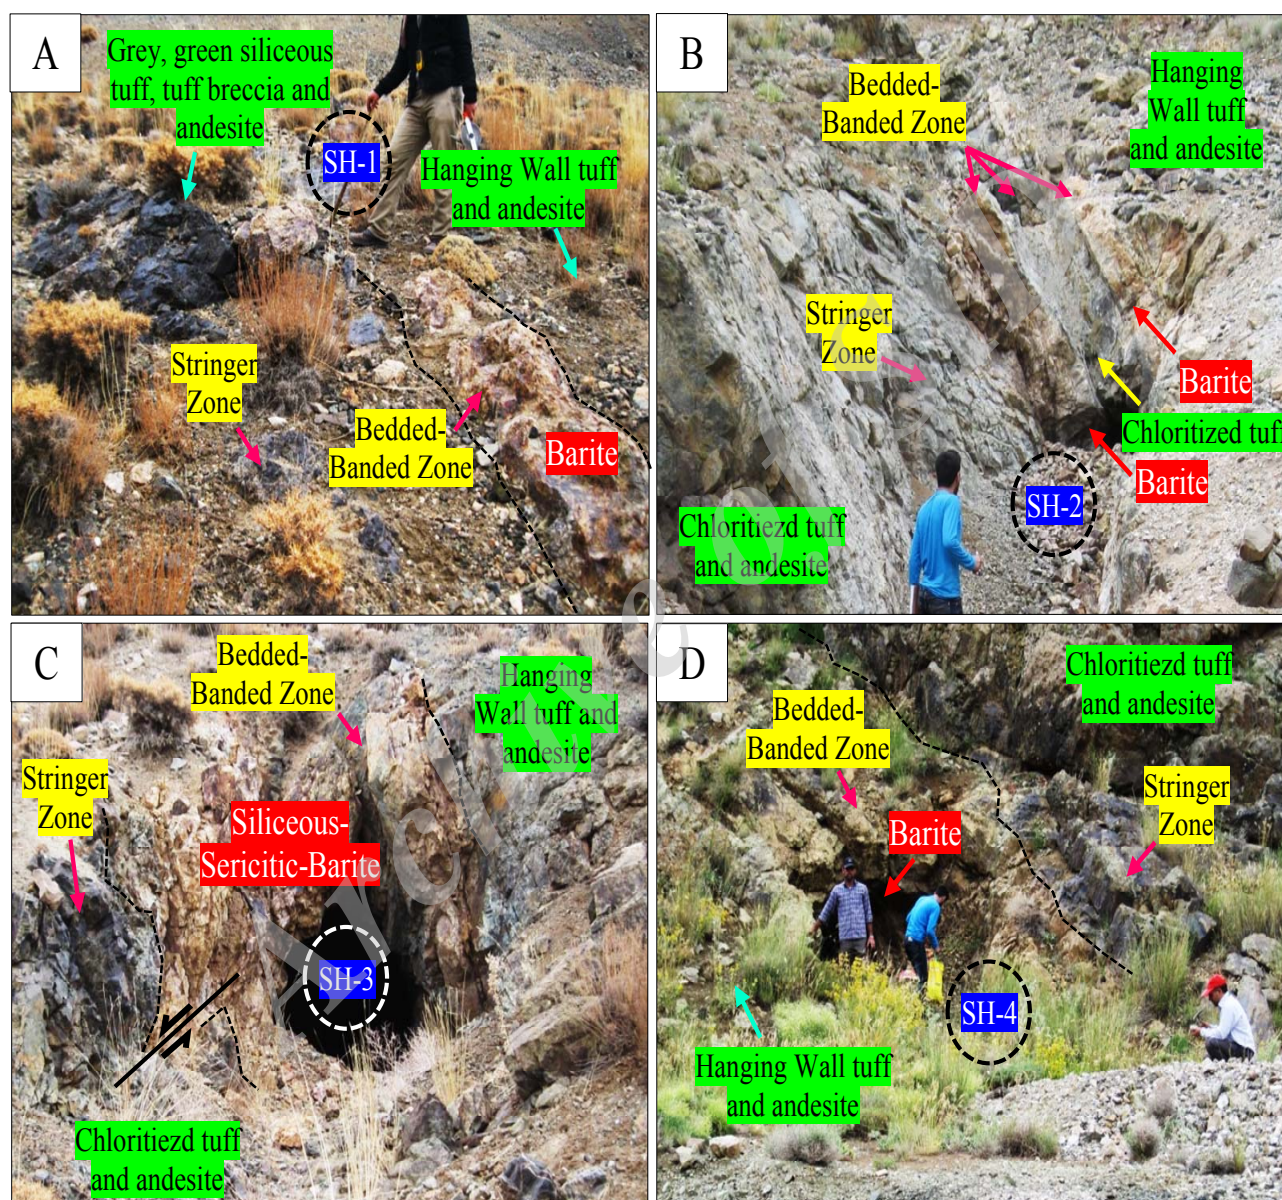 A
Grey, green siliceous
tuff, tuff breccia and
andesite
SH-1
Hanging Wall tuff
and andesite
Stringer
Zone
Bedded-
Banded Zone
Barite
B
Bedded-
Banded Zone
Hanging
Wall tuff
and andesite
Stringer
Zone
Barite
Chloritized tuff
Barite
SH-2
Chloritiezd tuff
and andesite
C
Bedded-
Banded Zone
Hanging
Wall tuff and
andesite
Stringer
Zone
Siliceous-
Sericitic-Barite
SH-3
Chloritiezd tuff
and andesite
D
Chloritiezd tuff
and andesite
Bedded-
Banded Zone
Stringer
Zone
Barite
SH-4
Hanging Wall tuff
and andesite